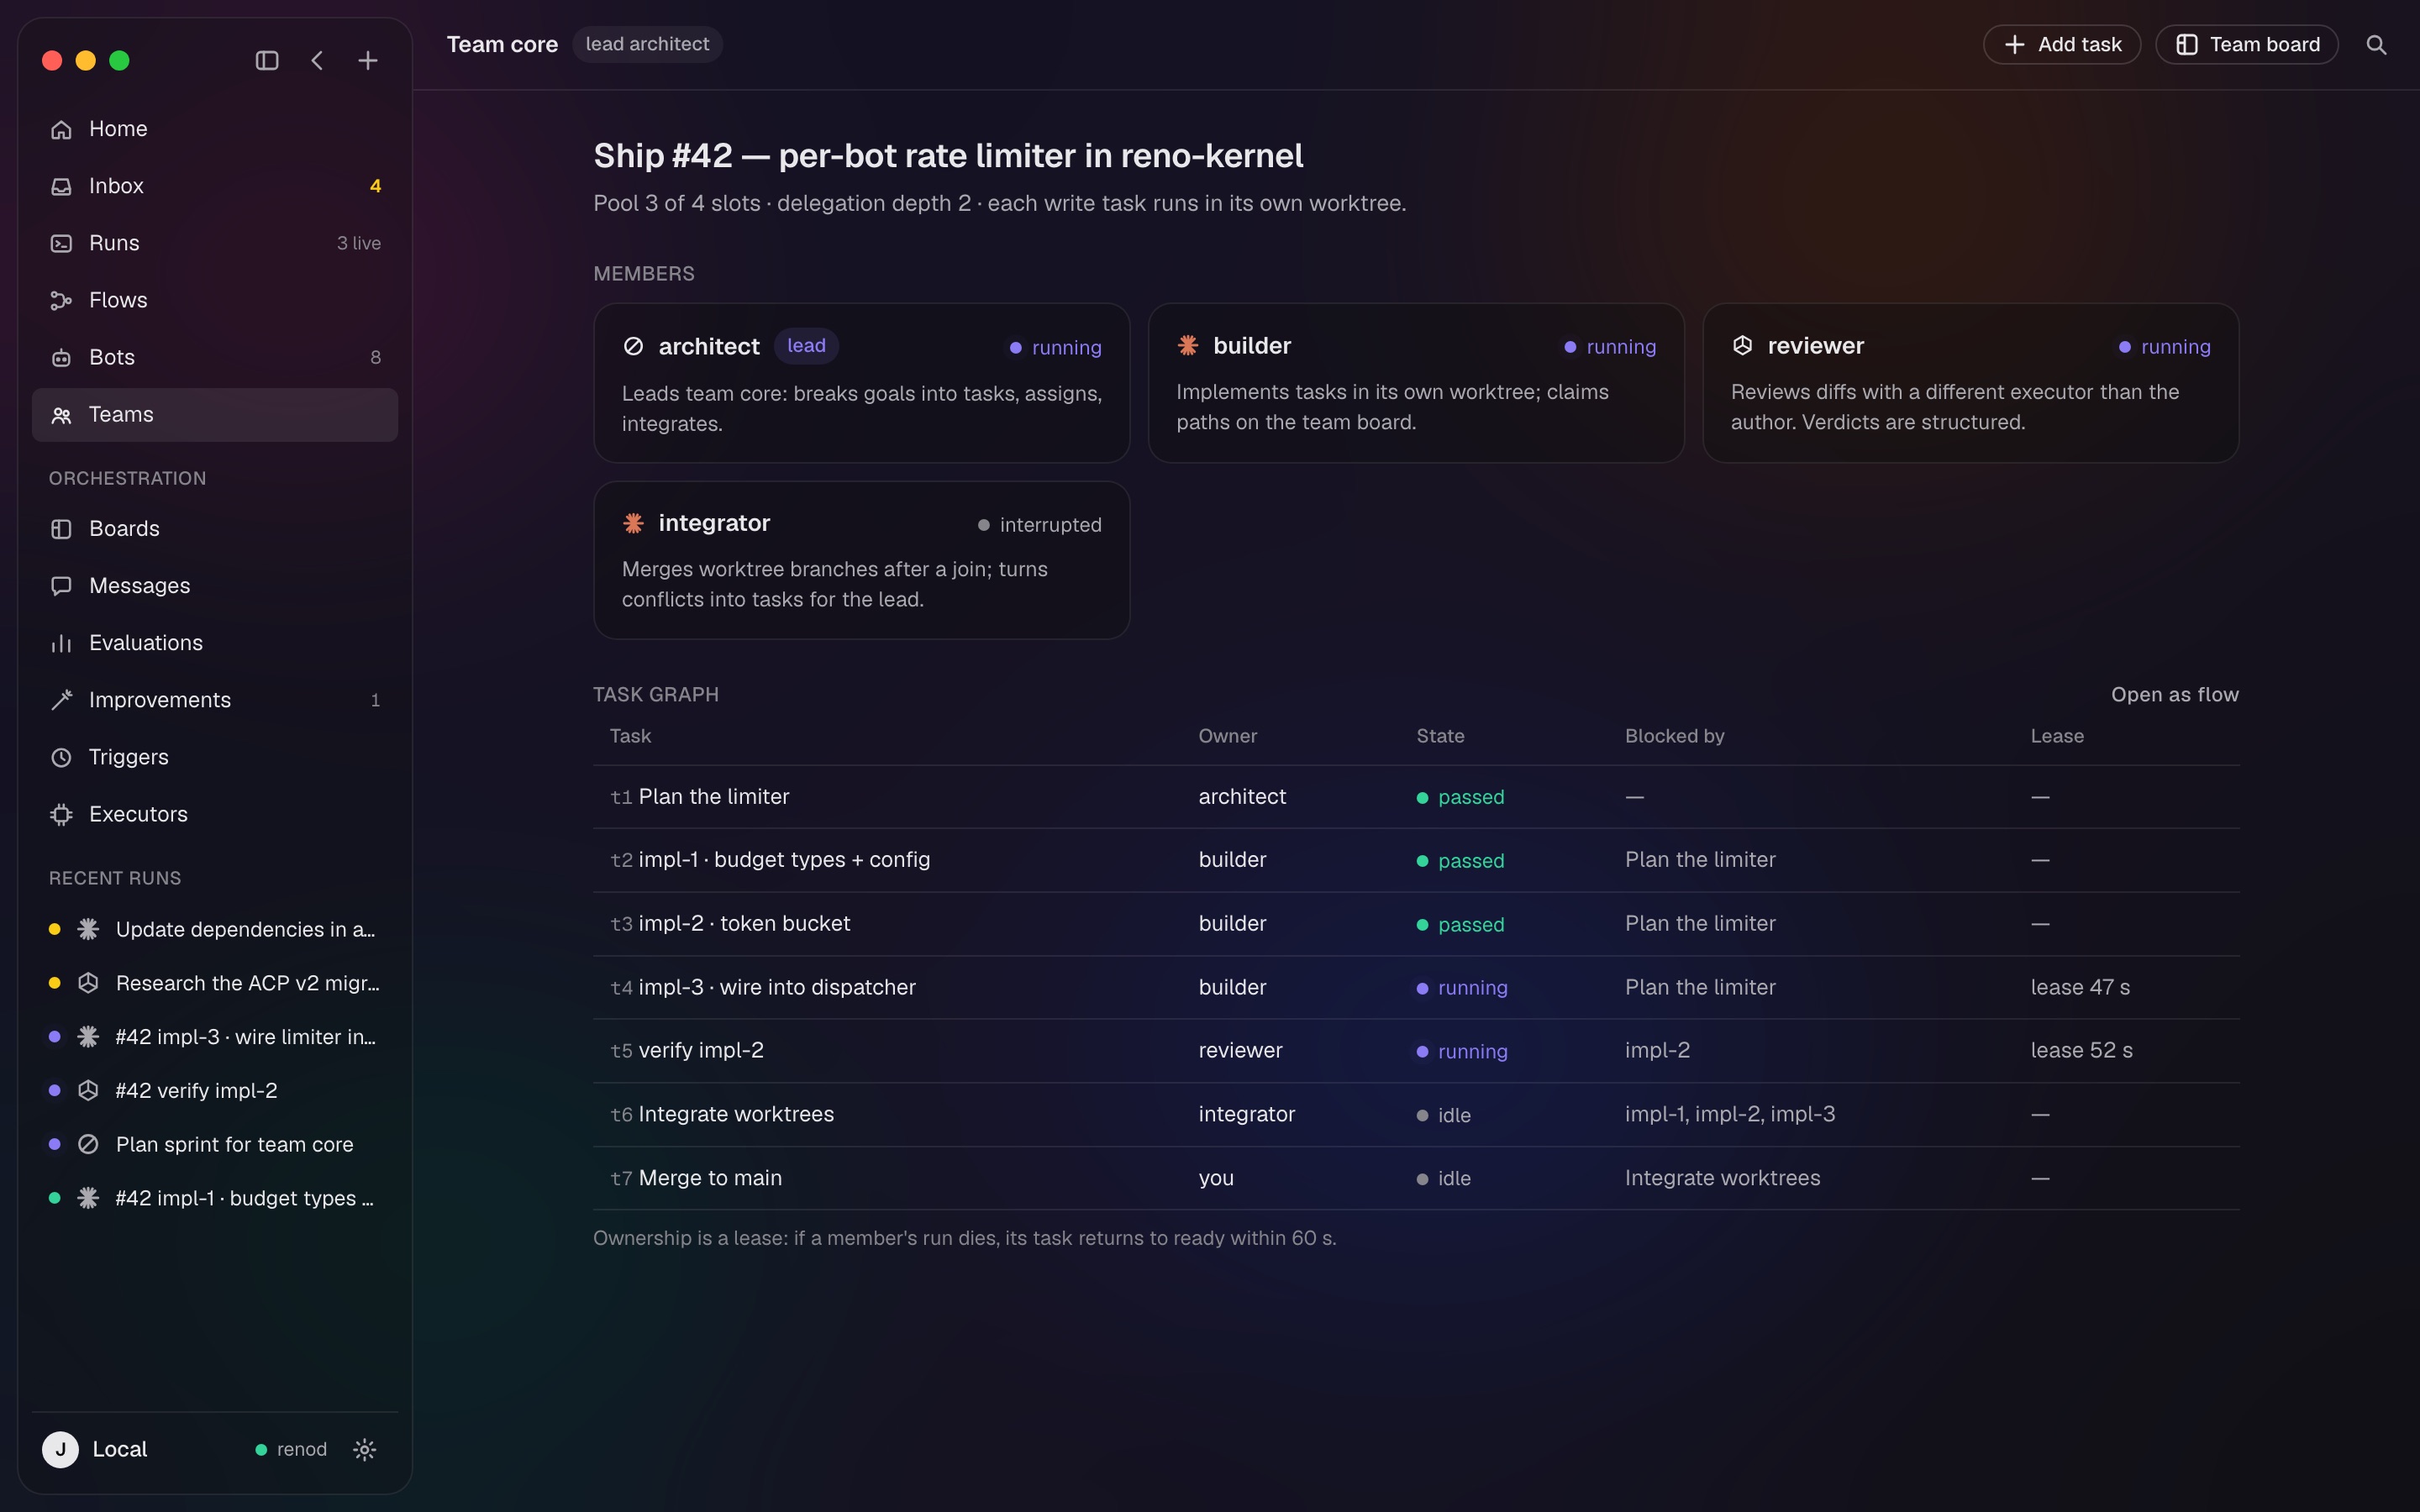 Home
Inbox 4
Runs 3 live
Flows
Bots 8
Teams
ORCHESTRATION
Boards
Messages
Evaluations
Improvements 1
Triggers
Executors
RECENT RUNS
Update dependencies in a...
Research the ACP v2 migr...
#42 impl-3 · wire limiter in...
#42 verify impl-2
Plan sprint for team core
#42 impl-1 · budget types ...
J Local renod
Team core lead architect
Add task Team board
Ship #42 — per-bot rate limiter in reno-kernel
Pool 3 of 4 slots · delegation depth 2 · each write task runs in its own worktree.
MEMBERS
architect lead running
Leads team core: breaks goals into tasks, assigns,
integrates.
builder running
Implements tasks in its own worktree; claims
paths on the team board.
reviewer running
Reviews diffs with a different executor than the
author. Verdicts are structured.
integrator interrupted
Merges worktree branches after a join; turns
conflicts into tasks for the lead.
TASK GRAPH Open as flow
Task Owner State Blocked by Lease
t1 Plan the limiter architect passed — —
t2 impl-1 · budget types + config builder passed Plan the limiter —
t3 impl-2 · token bucket builder passed Plan the limiter —
t4 impl-3 · wire into dispatcher builder running Plan the limiter lease 47 s
t5 verify impl-2 reviewer running impl-2 lease 52 s
t6 Integrate worktrees integrator idle impl-1, impl-2, impl-3 —
t7 Merge to main you idle Integrate worktrees —
Ownership is a lease: if a member's run dies, its task returns to ready within 60 s.